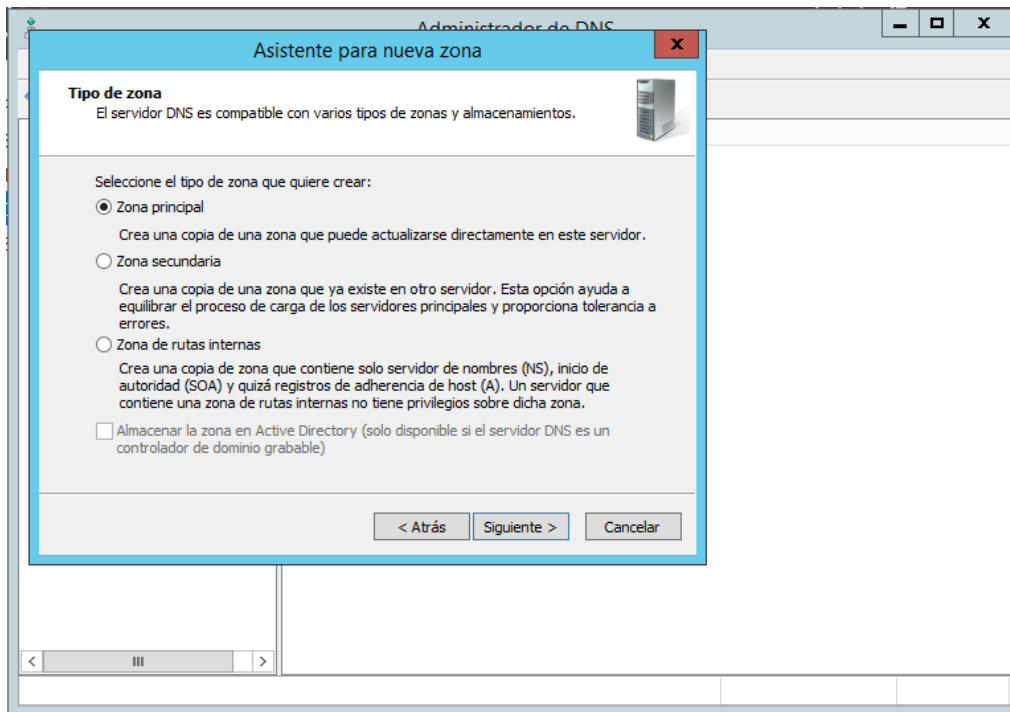 Administrador de DNS
Asistente para nueva zona
Tipo de zona
El servidor DNS es compatible con varios tipos de zonas y almacenamientos.
Seleccione el tipo de zona que quiere crear:
Zona principal
Crea una copia de una zona que puede actualizarse directamente en este servidor.
Zona secundaria
Crea una copia de una zona que ya existe en otro servidor. Esta opción ayuda a
equilibrar el proceso de carga de los servidores principales y proporciona tolerancia a
errores.
Zona de rutas internas
Crea una copia de zona que contiene solo servidor de nombres (NS), inicio de
autoridad (SOA) y quizá registros de adherencia de host (A). Un servidor que
contiene una zona de rutas internas no tiene privilegios sobre dicha zona.
Almacenar la zona en Active Directory (solo disponible si el servidor DNS es un
controlador de dominio grabable)
< Atrás
Siguiente >
Cancelar